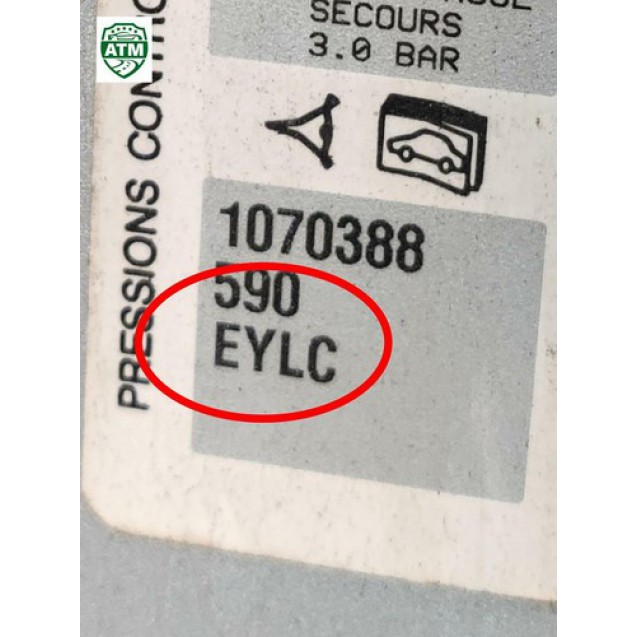 ATM
SECOURS
3.0 BAR
PRESSIONS
1070388
590
EYLC